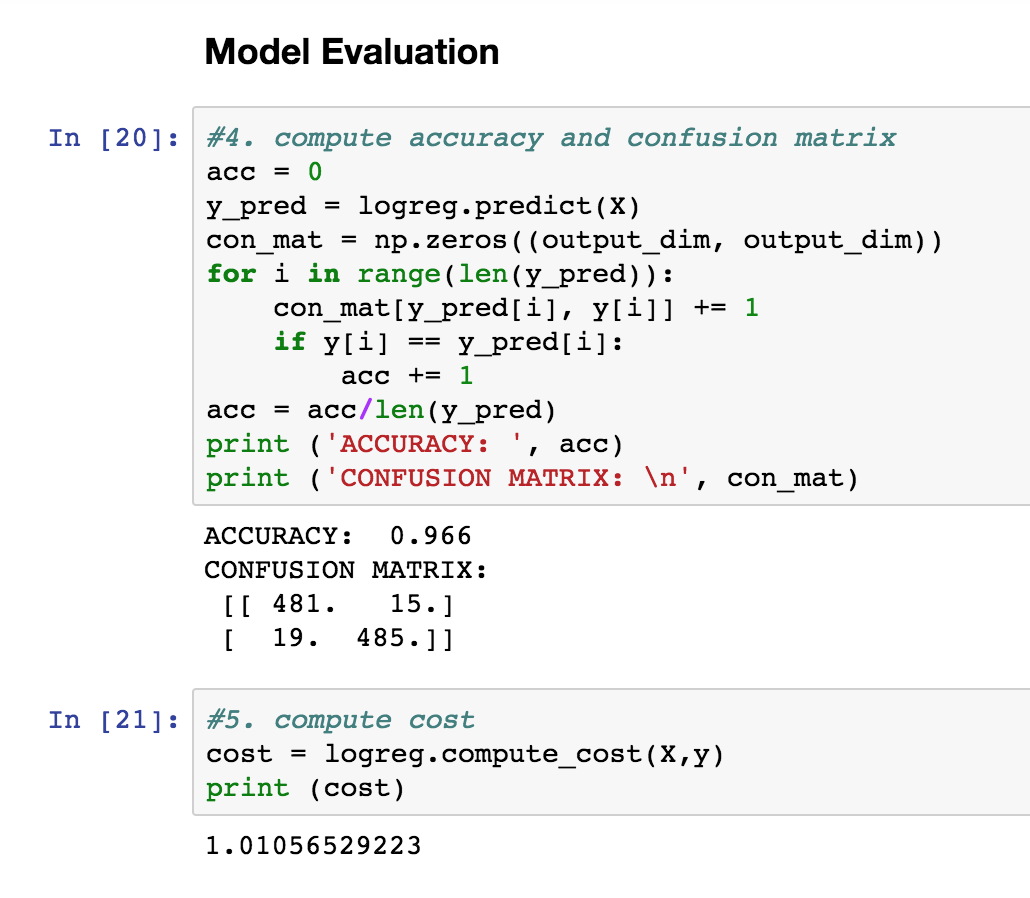 Model Evaluation
In [20]:
#4. compute accuracy and confusion matrix
acc = 0
y_pred = logreg.predict(X)
con_mat = np.zeros((output_dim, output_dim))
for i in range(len(y_pred)):
    con_mat[y_pred[i], y[i]] += 1
    if y[i] == y_pred[i]:
        acc += 1
acc = acc/len(y_pred)
print ('ACCURACY: ', acc)
print ('CONFUSION MATRIX: \n', con_mat)
ACCURACY:  0.966
CONFUSION MATRIX:
 [[ 481.   15.]
 [  19.  485.]]
In [21]:
#5. compute cost
cost = logreg.compute_cost(X,y)
print (cost)
1.01056529223